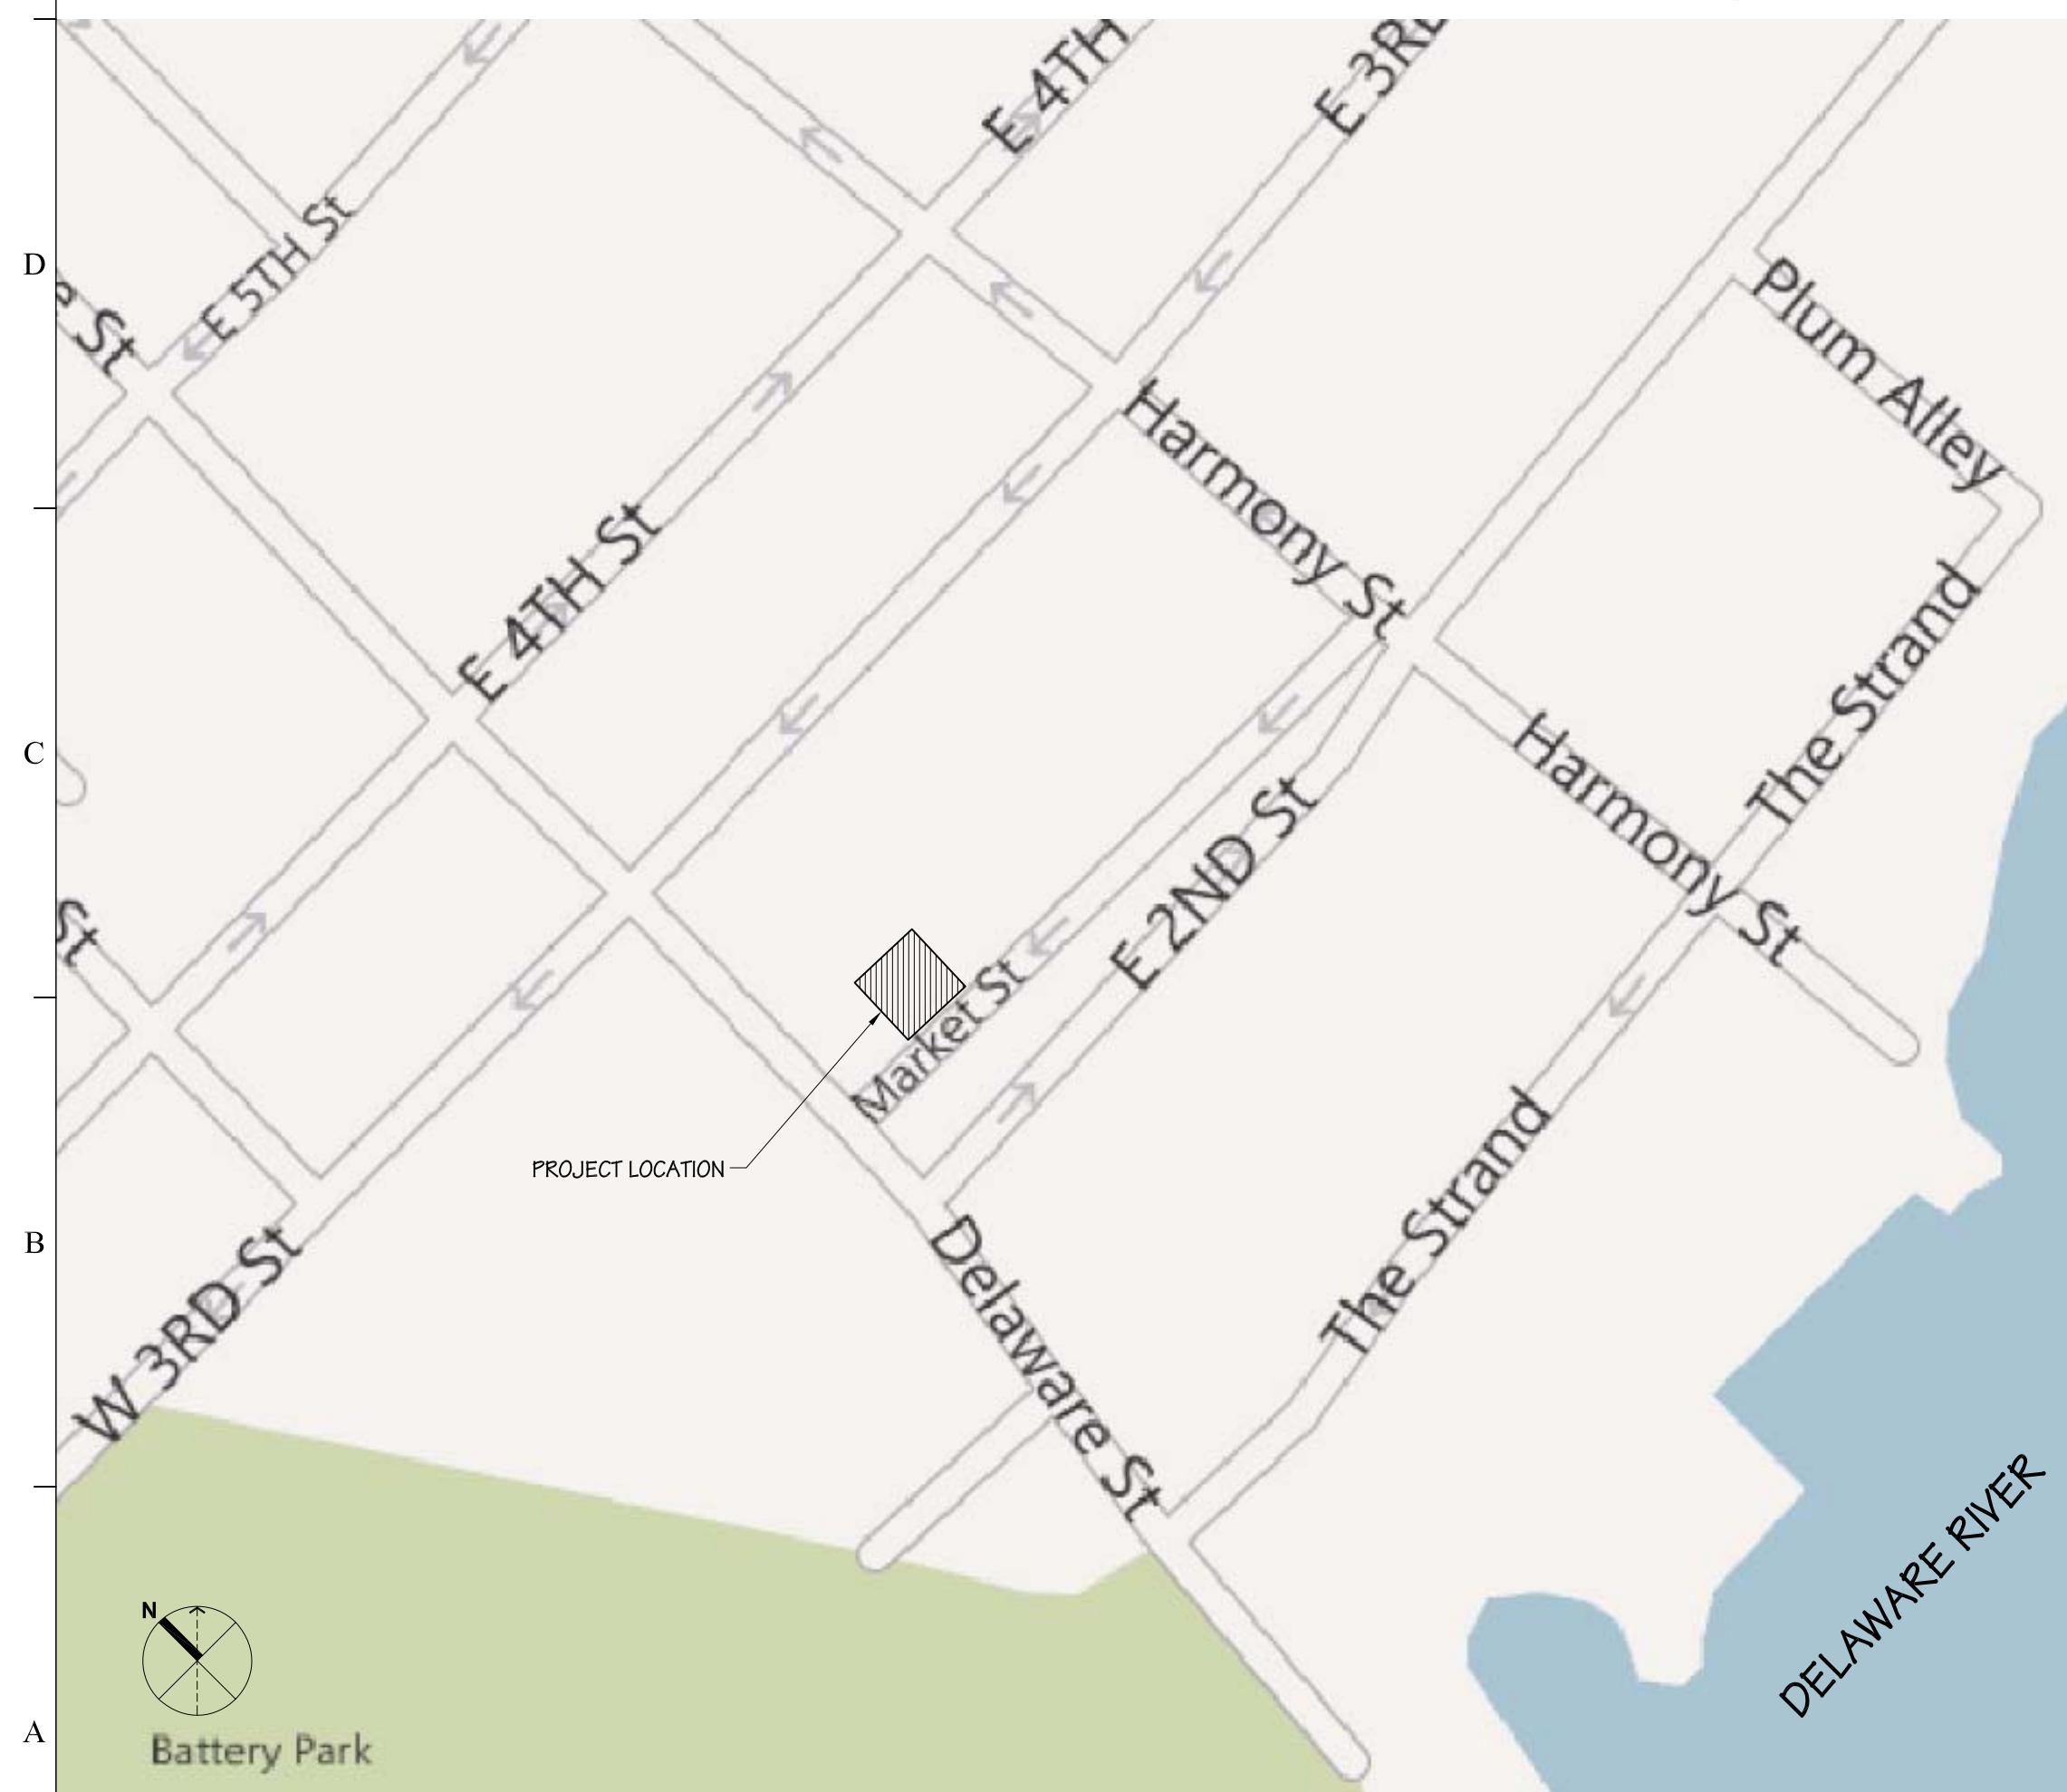 E 4TH
E 3RD
D
E 5TH St
e St
Plum Alley
Harmony St
E 4TH St
The Strand
C
Harmony St
E 2ND St
St
Market St
PROJECT LOCATION
The Strand
B
Delaware St
W 3RD St
DELAWARE RIVER
N
A
Battery Park